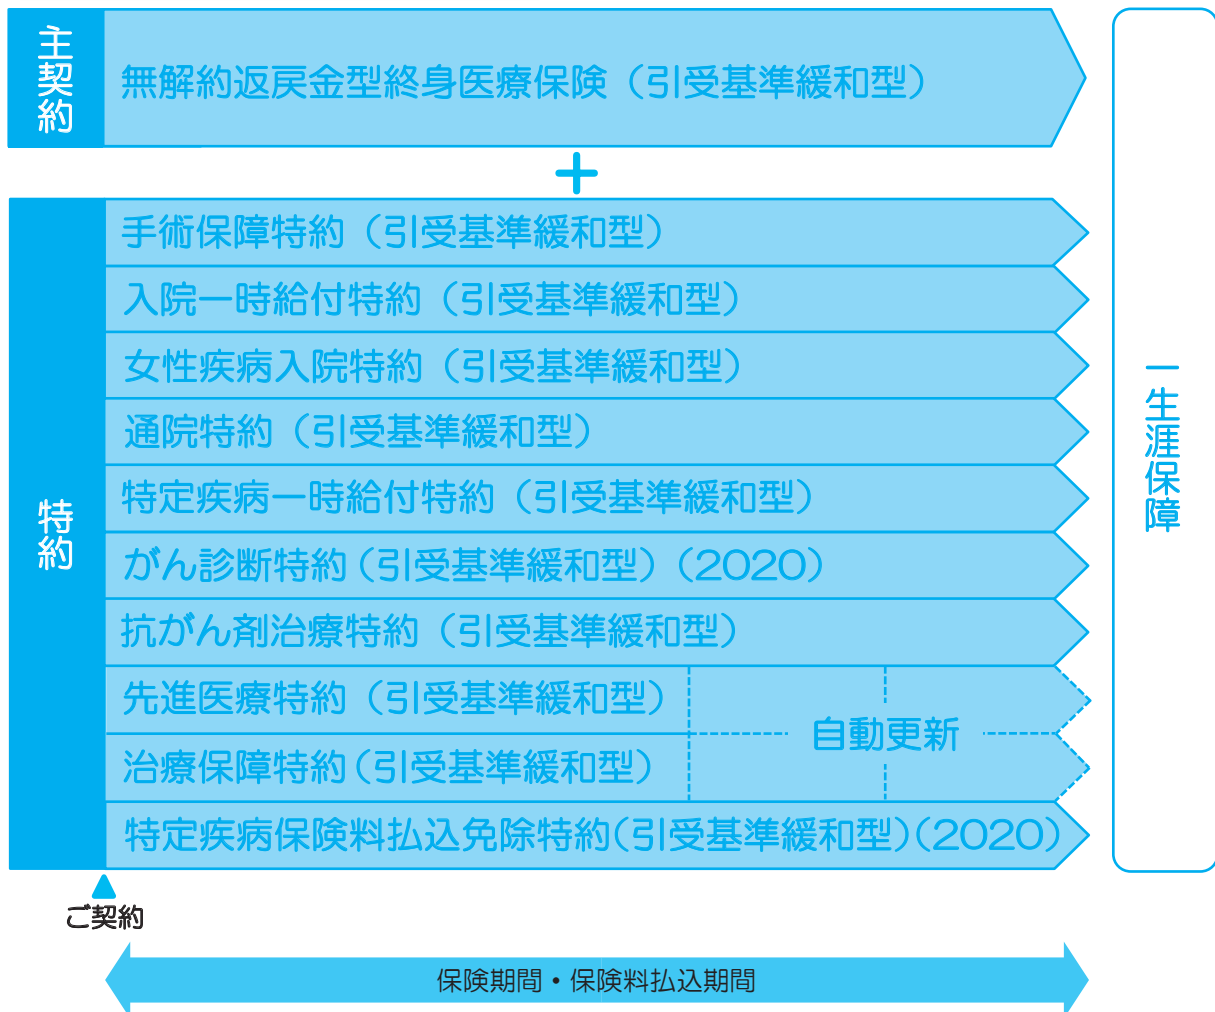 主契約
無解約返戻金型終身医療保険（引受基準緩和型）
＋
特約
手術保障特約（引受基準緩和型）
入院一時給付特約（引受基準緩和型）
女性疾病入院特約（引受基準緩和型）
通院特約（引受基準緩和型）
特定疾病一時給付特約（引受基準緩和型）
がん診断特約（引受基準緩和型）（2020）
抗がん剤治療特約（引受基準緩和型）
先進医療特約（引受基準緩和型）
治療保障特約（引受基準緩和型）
自動更新
特定疾病保険料払込免除特約（引受基準緩和型）（2020）
一生涯保障
ご契約
保険期間・保険料払込期間